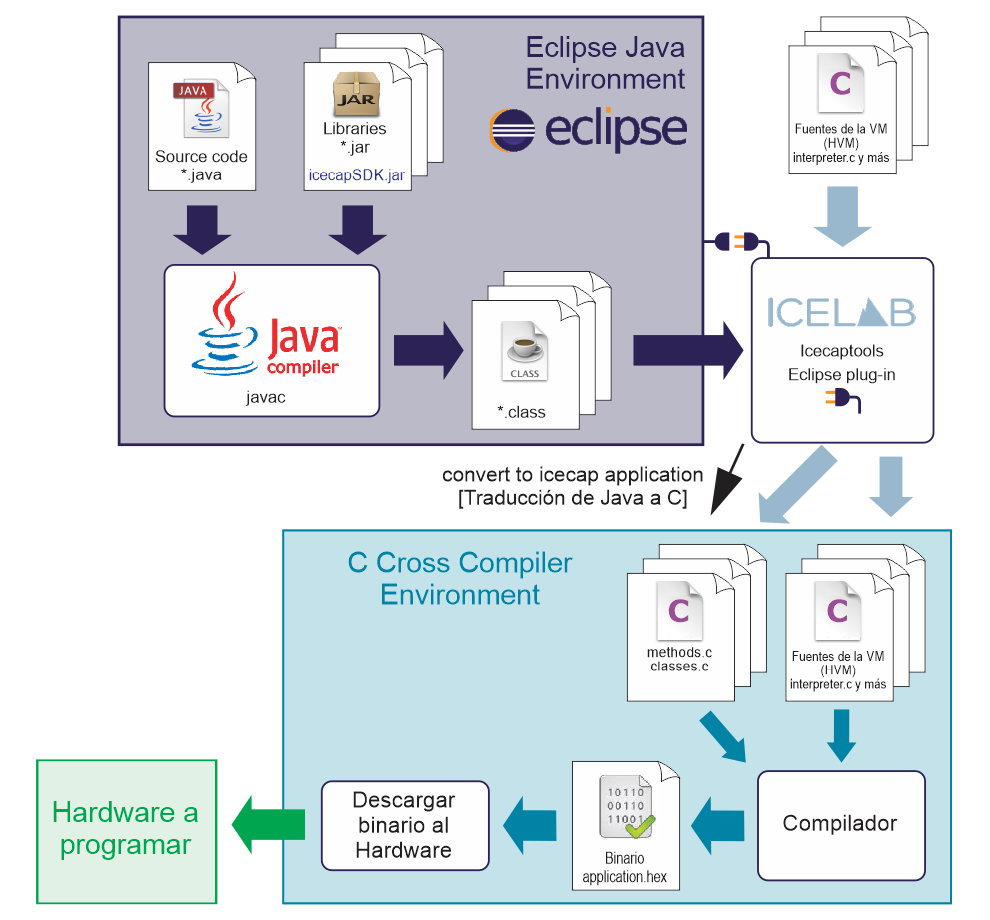 Eclipse Java
Environment
eclipse
JAVA
Source code
*.java
JAR
Libraries
*.jar
icecapSDK.jar
C
Fuentes de la VM
(HVM)
interpreter.c y más
Java™
compiler
javac
CLASS
*.class
ICELAB
Icecaptools
Eclipse plug-in
convert to icecap application
[Traducción de Java a C]
C Cross Compiler
Environment
C
methods.c
classes.c
C
Fuentes de la VM
(HVM)
interpreter.c y más
Compilador
10110
00110
11001
Binario
application.hex
Descargar
binario al
Hardware
Hardware a
programar